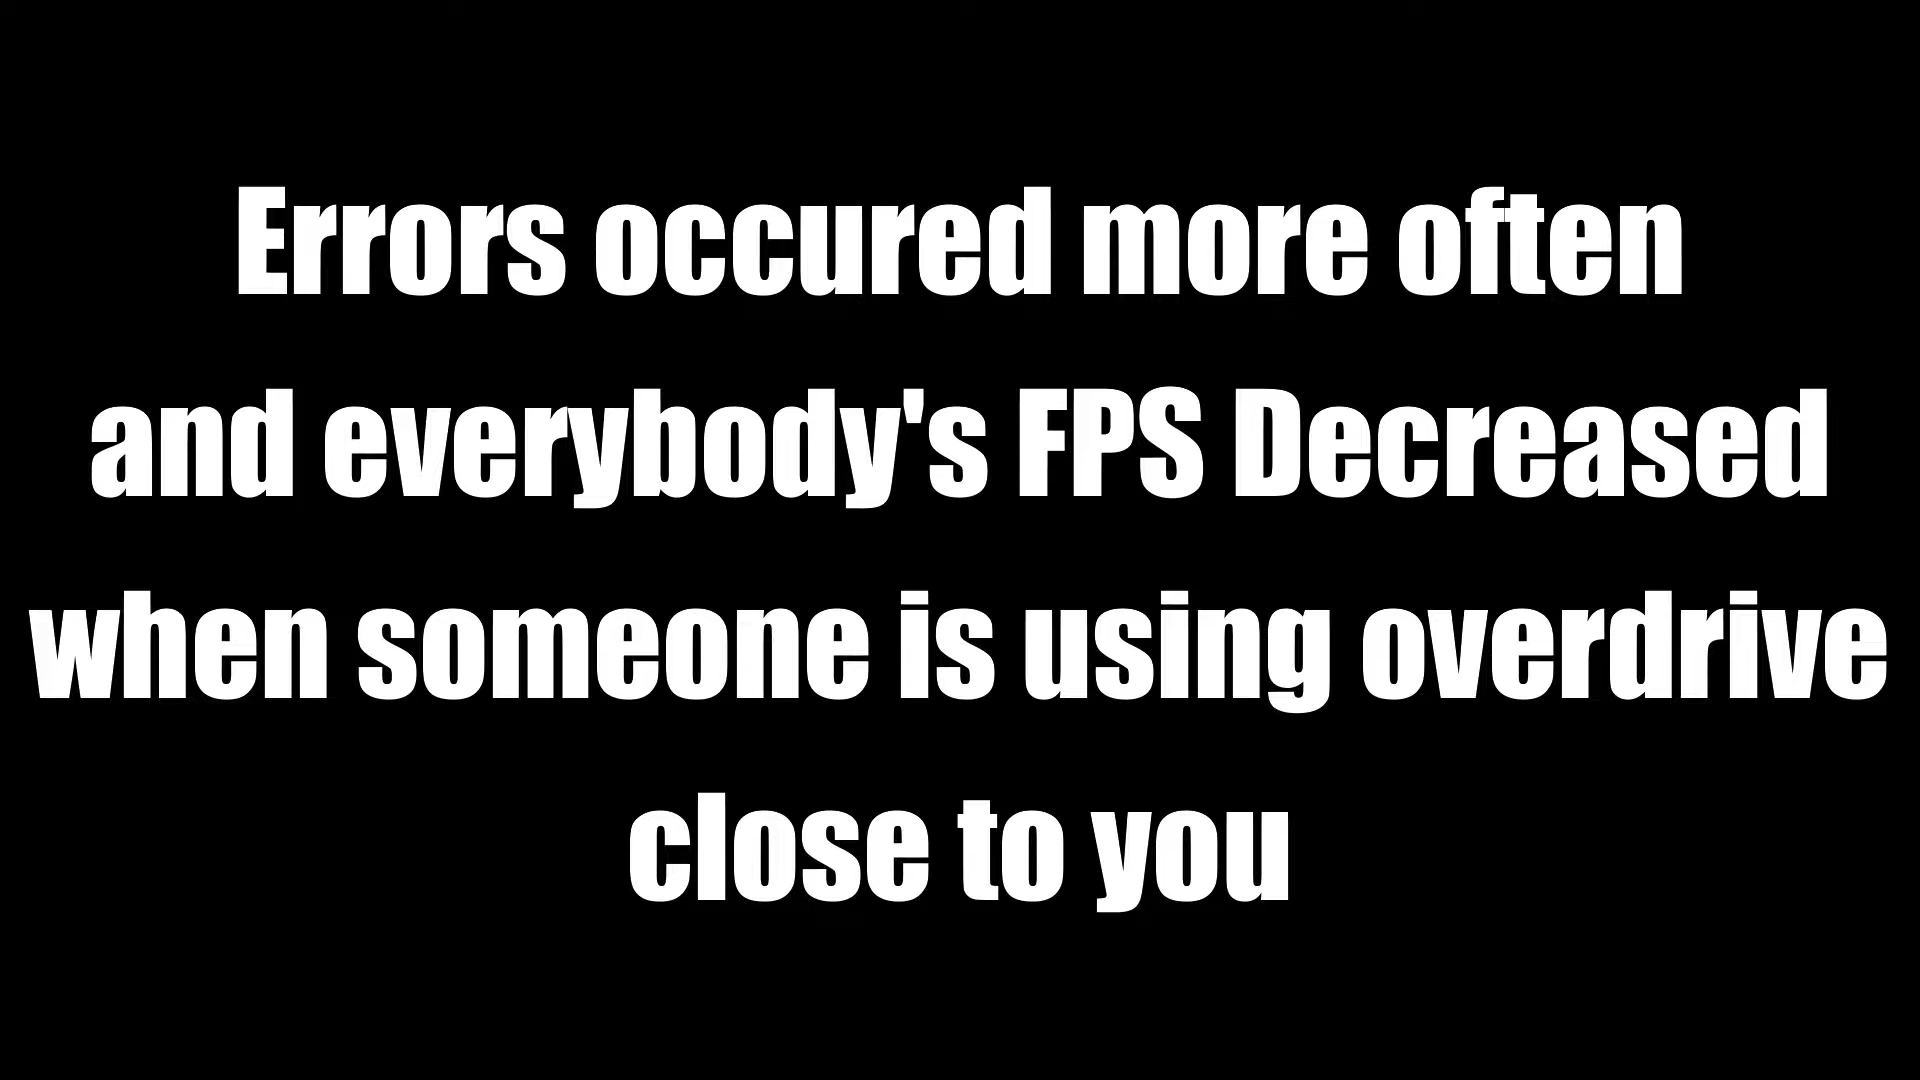 Errors occured more often
and everybody's FPS Decreased
when someone is using overdrive
close to you